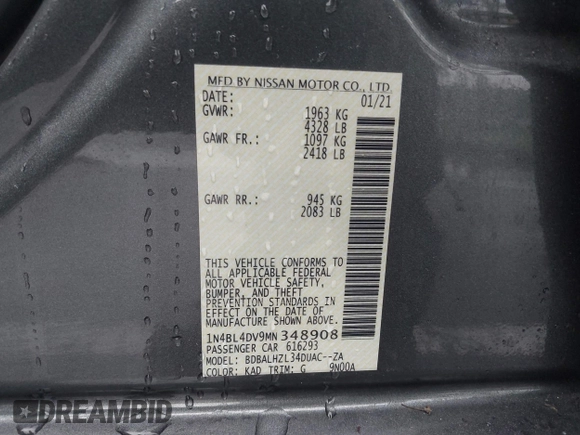 MFD BY NISSAN MOTOR CO., LTD.
DATE: 01/21
GVWR: 1963 KG
4328 LB
GAWR FR.: 1097 KG
2418 LB
GAWR RR.: 945 KG
2083 LB
THIS VEHICLE CONFORMS TO
ALL APPLICABLE FEDERAL
MOTOR VEHICLE SAFETY,
BUMPER, AND THEFT
PREVENTION STANDARDS IN
EFFECT ON THE DATE OF
MANUFACTURE SHOWN ABOVE.
1N4BL4DV9MN348908
PASSENGER CAR 616293
MODEL: BDBALHZL34DUAC--ZA
COLOR: KAD TRIM: G 9N00A
DREAMBID